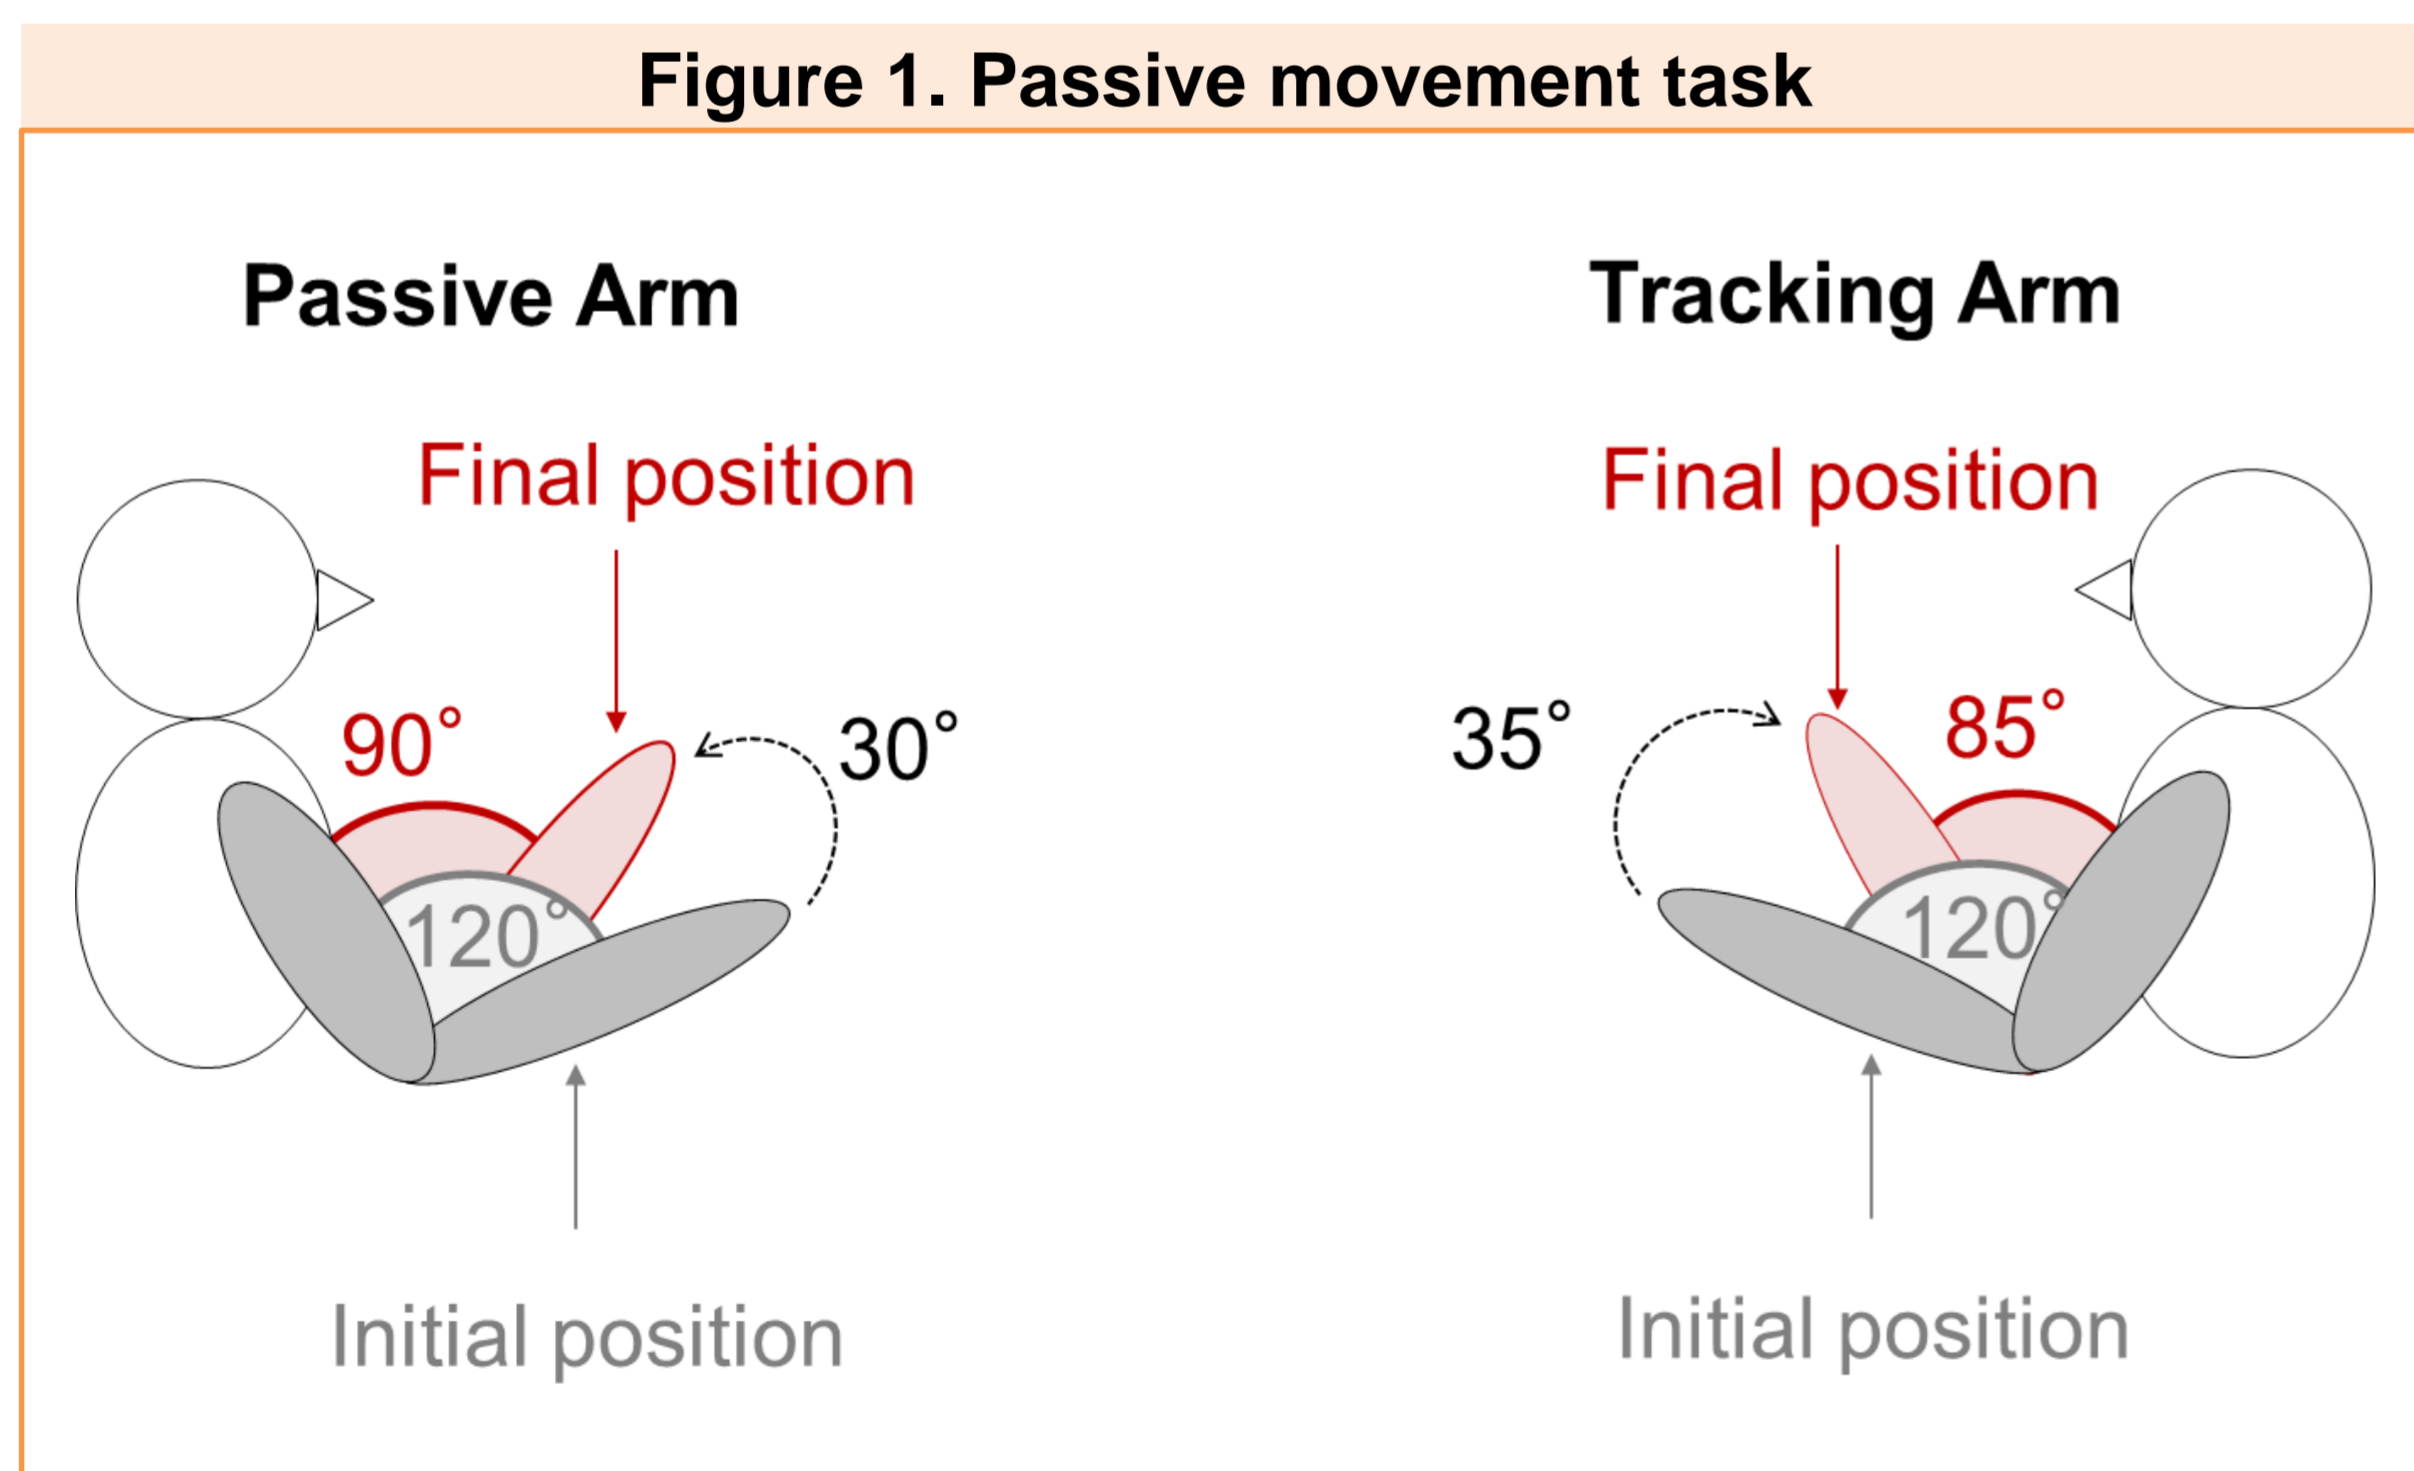 Figure 1. Passive movement task
Passive Arm
Final position
90°
30°
120°
Initial position
Tracking Arm
Final position
35°
85°
120°
Initial position